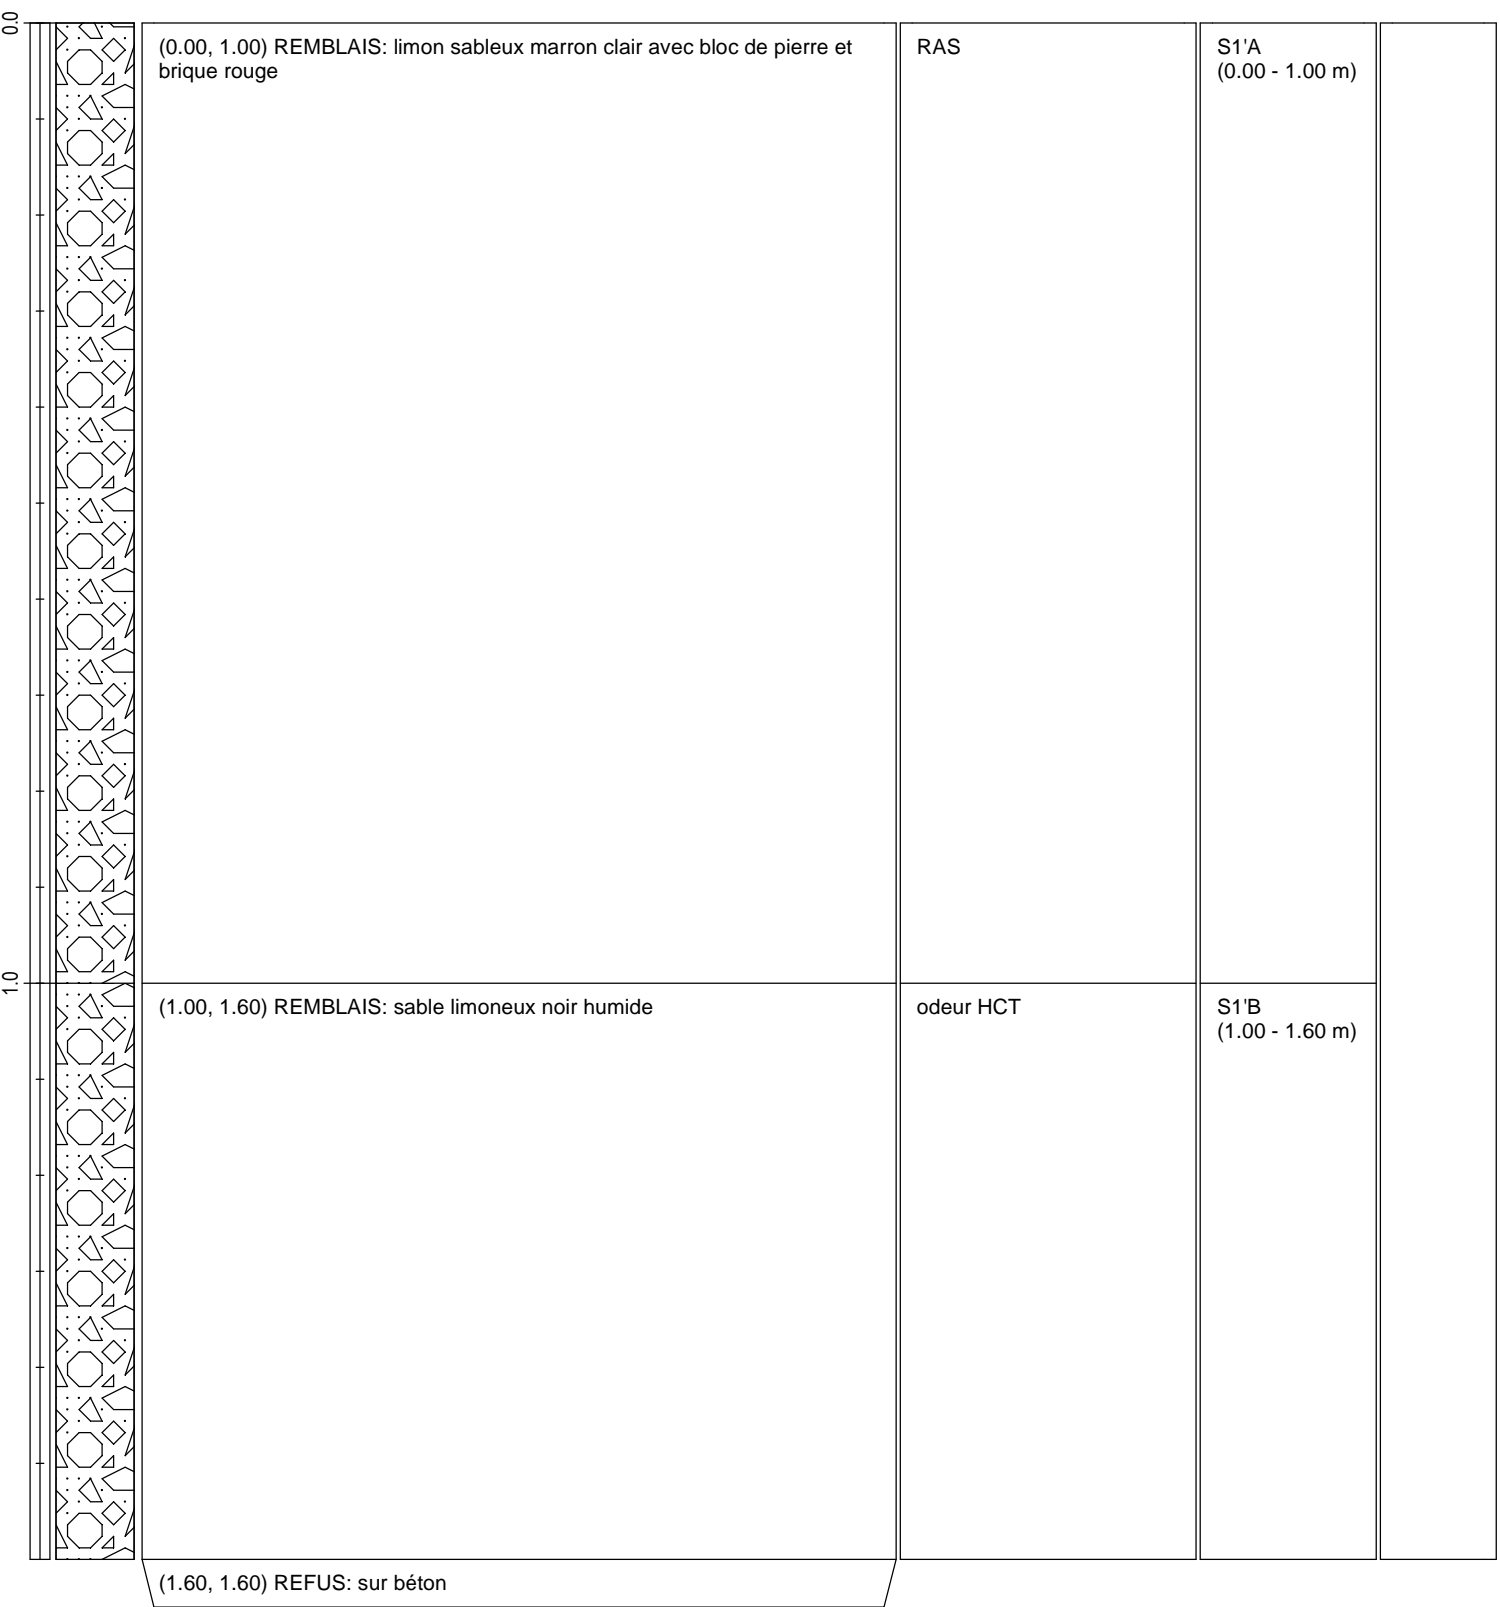 0.0
(0.00, 1.00) REMBLAIS: limon sableux marron clair avec bloc de pierre et
brique rouge
RAS
S1'A
(0.00 - 1.00 m)
1.0
(1.00, 1.60) REMBLAIS: sable limoneux noir humide
odeur HCT
S1'B
(1.00 - 1.60 m)
(1.60, 1.60) REFUS: sur béton